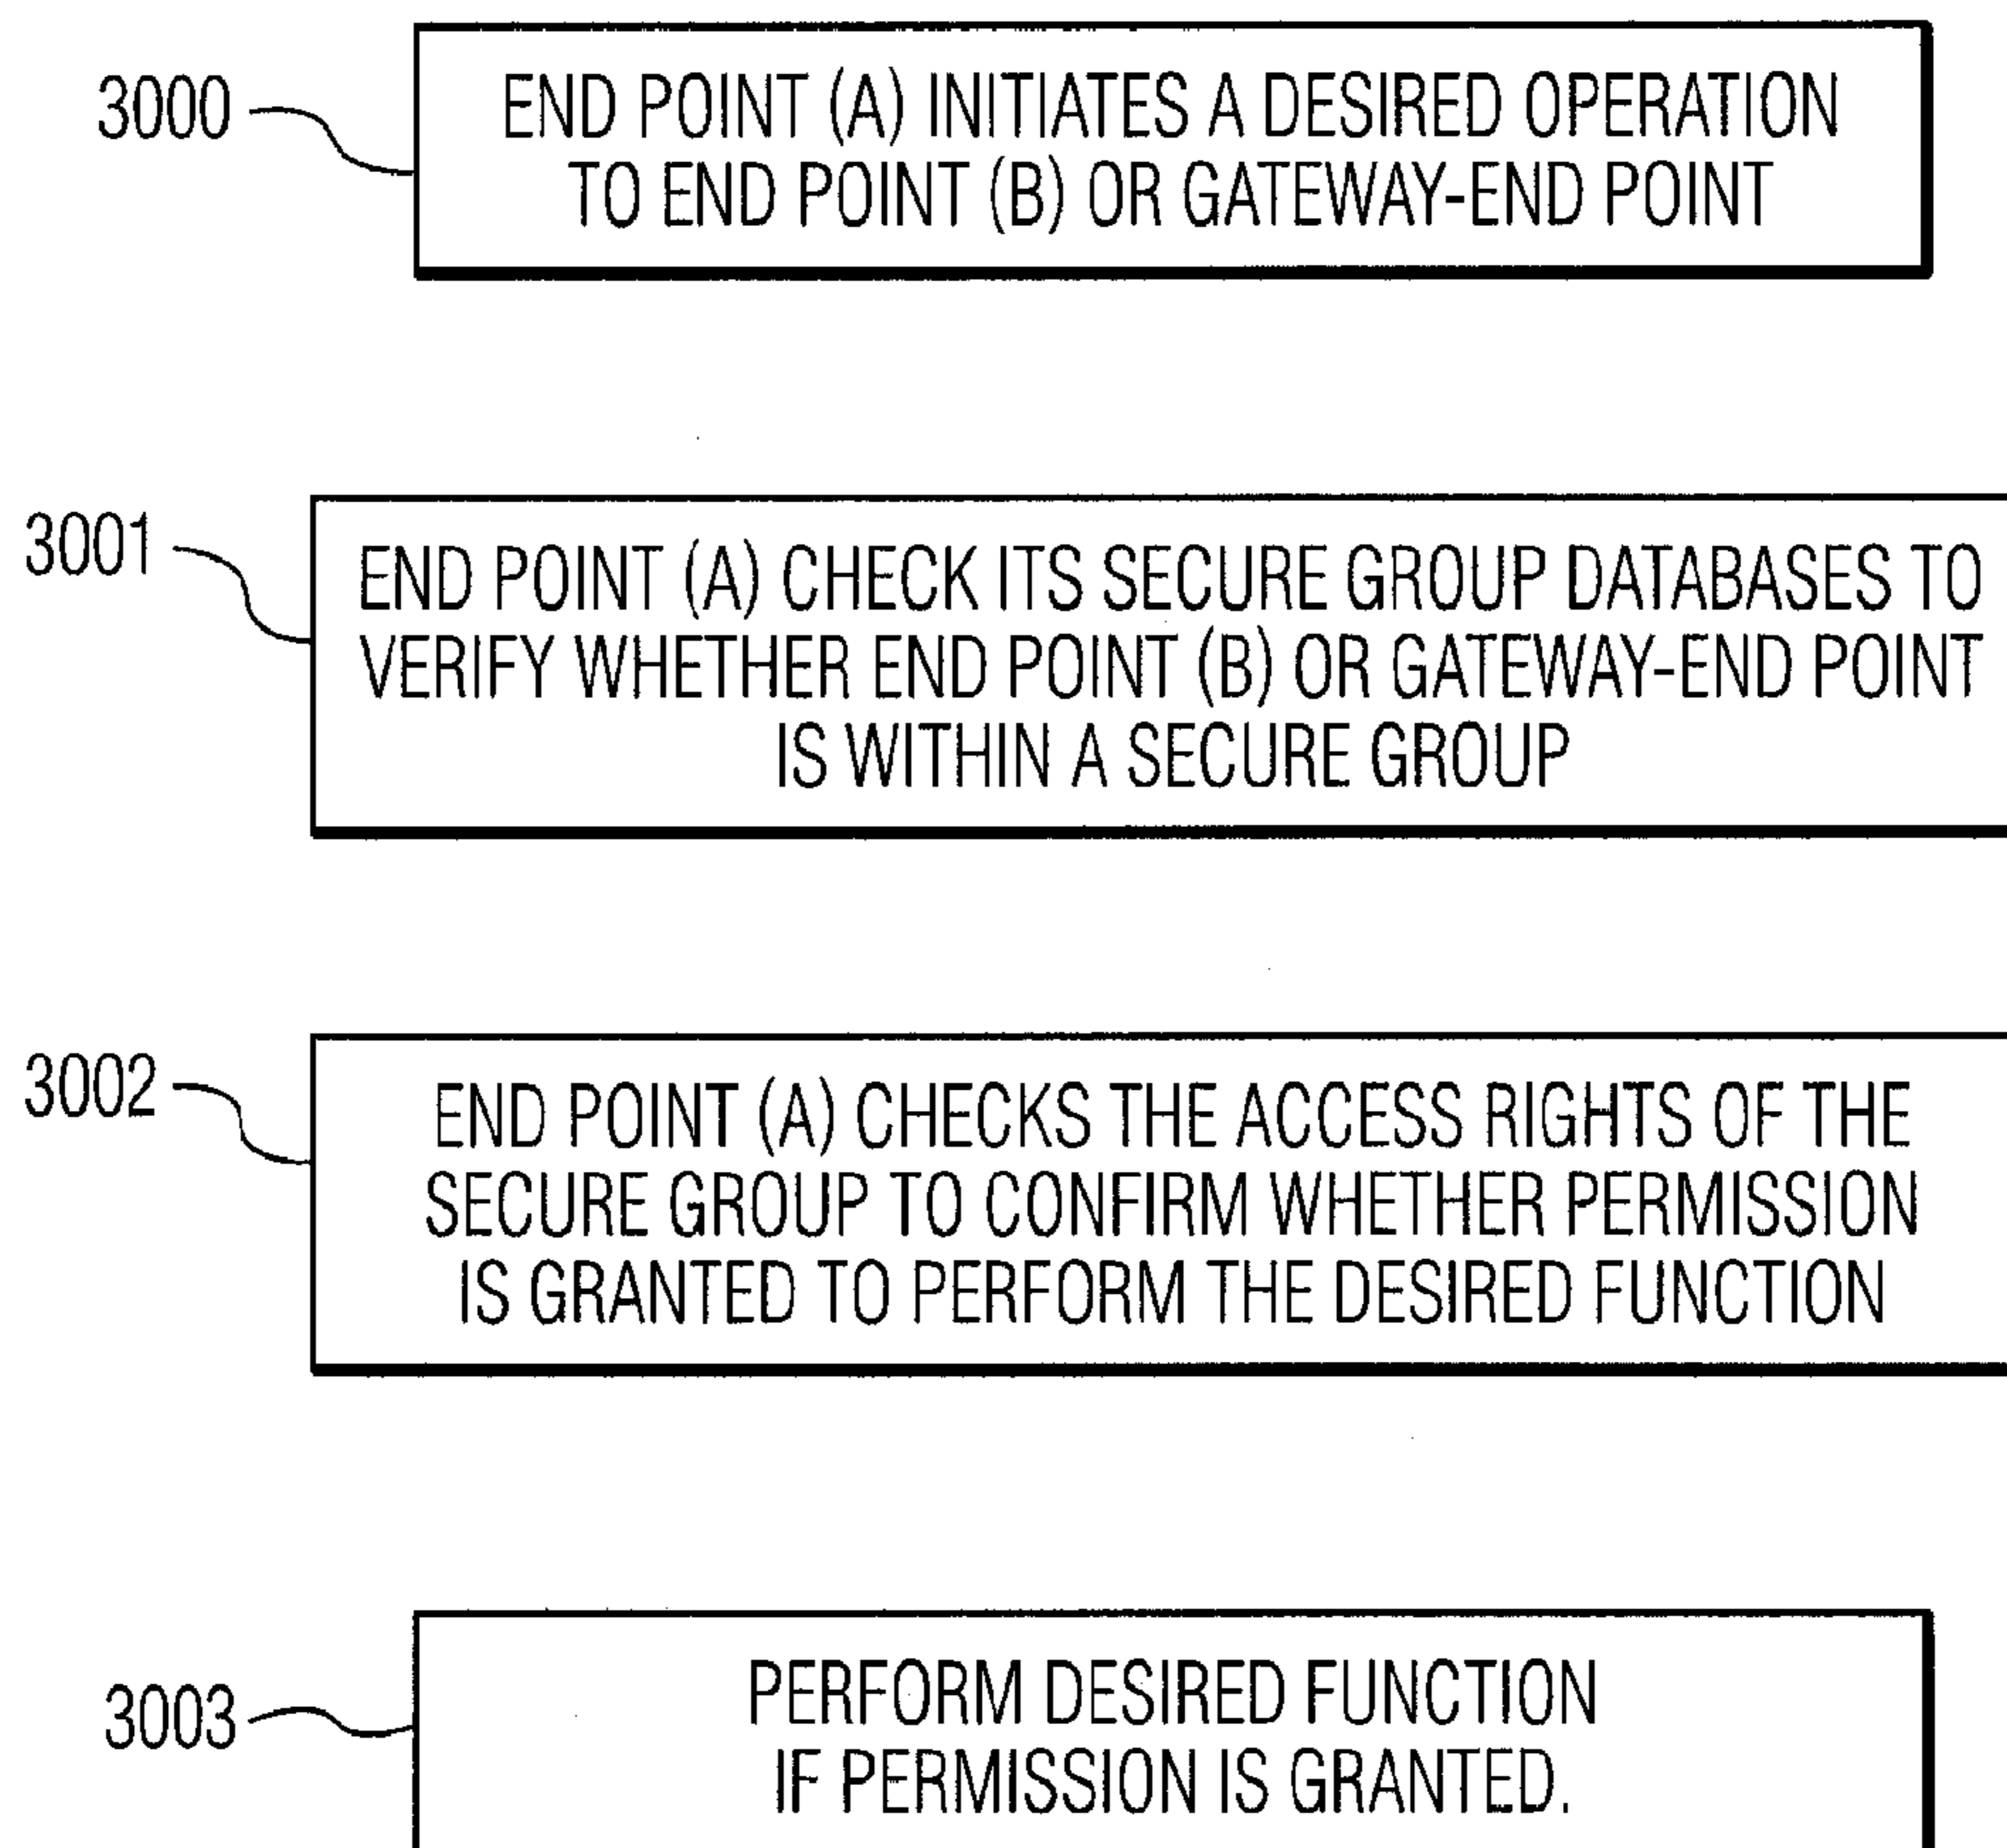 3000
END POINT (A) INITIATES A DESIRED OPERATION
TO END POINT (B) OR GATEWAY-END POINT
3001
END POINT (A) CHECK ITS SECURE GROUP DATABASES TO
VERIFY WHETHER END POINT (B) OR GATEWAY-END POINT
IS WITHIN A SECURE GROUP
3002
END POINT (A) CHECKS THE ACCESS RIGHTS OF THE
SECURE GROUP TO CONFIRM WHETHER PERMISSION
IS GRANTED TO PERFORM THE DESIRED FUNCTION
3003
PERFORM DESIRED FUNCTION
IF PERMISSION IS GRANTED.